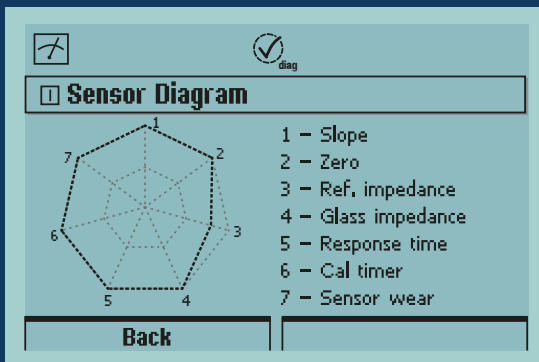 diag
i Sensor Diagram
1
2
3
4
5
6
7
1 – Slope
2 – Zero
3 – Ref. impedance
4 – Glass impedance
5 – Response time
6 – Cal timer
7 – Sensor wear
Back